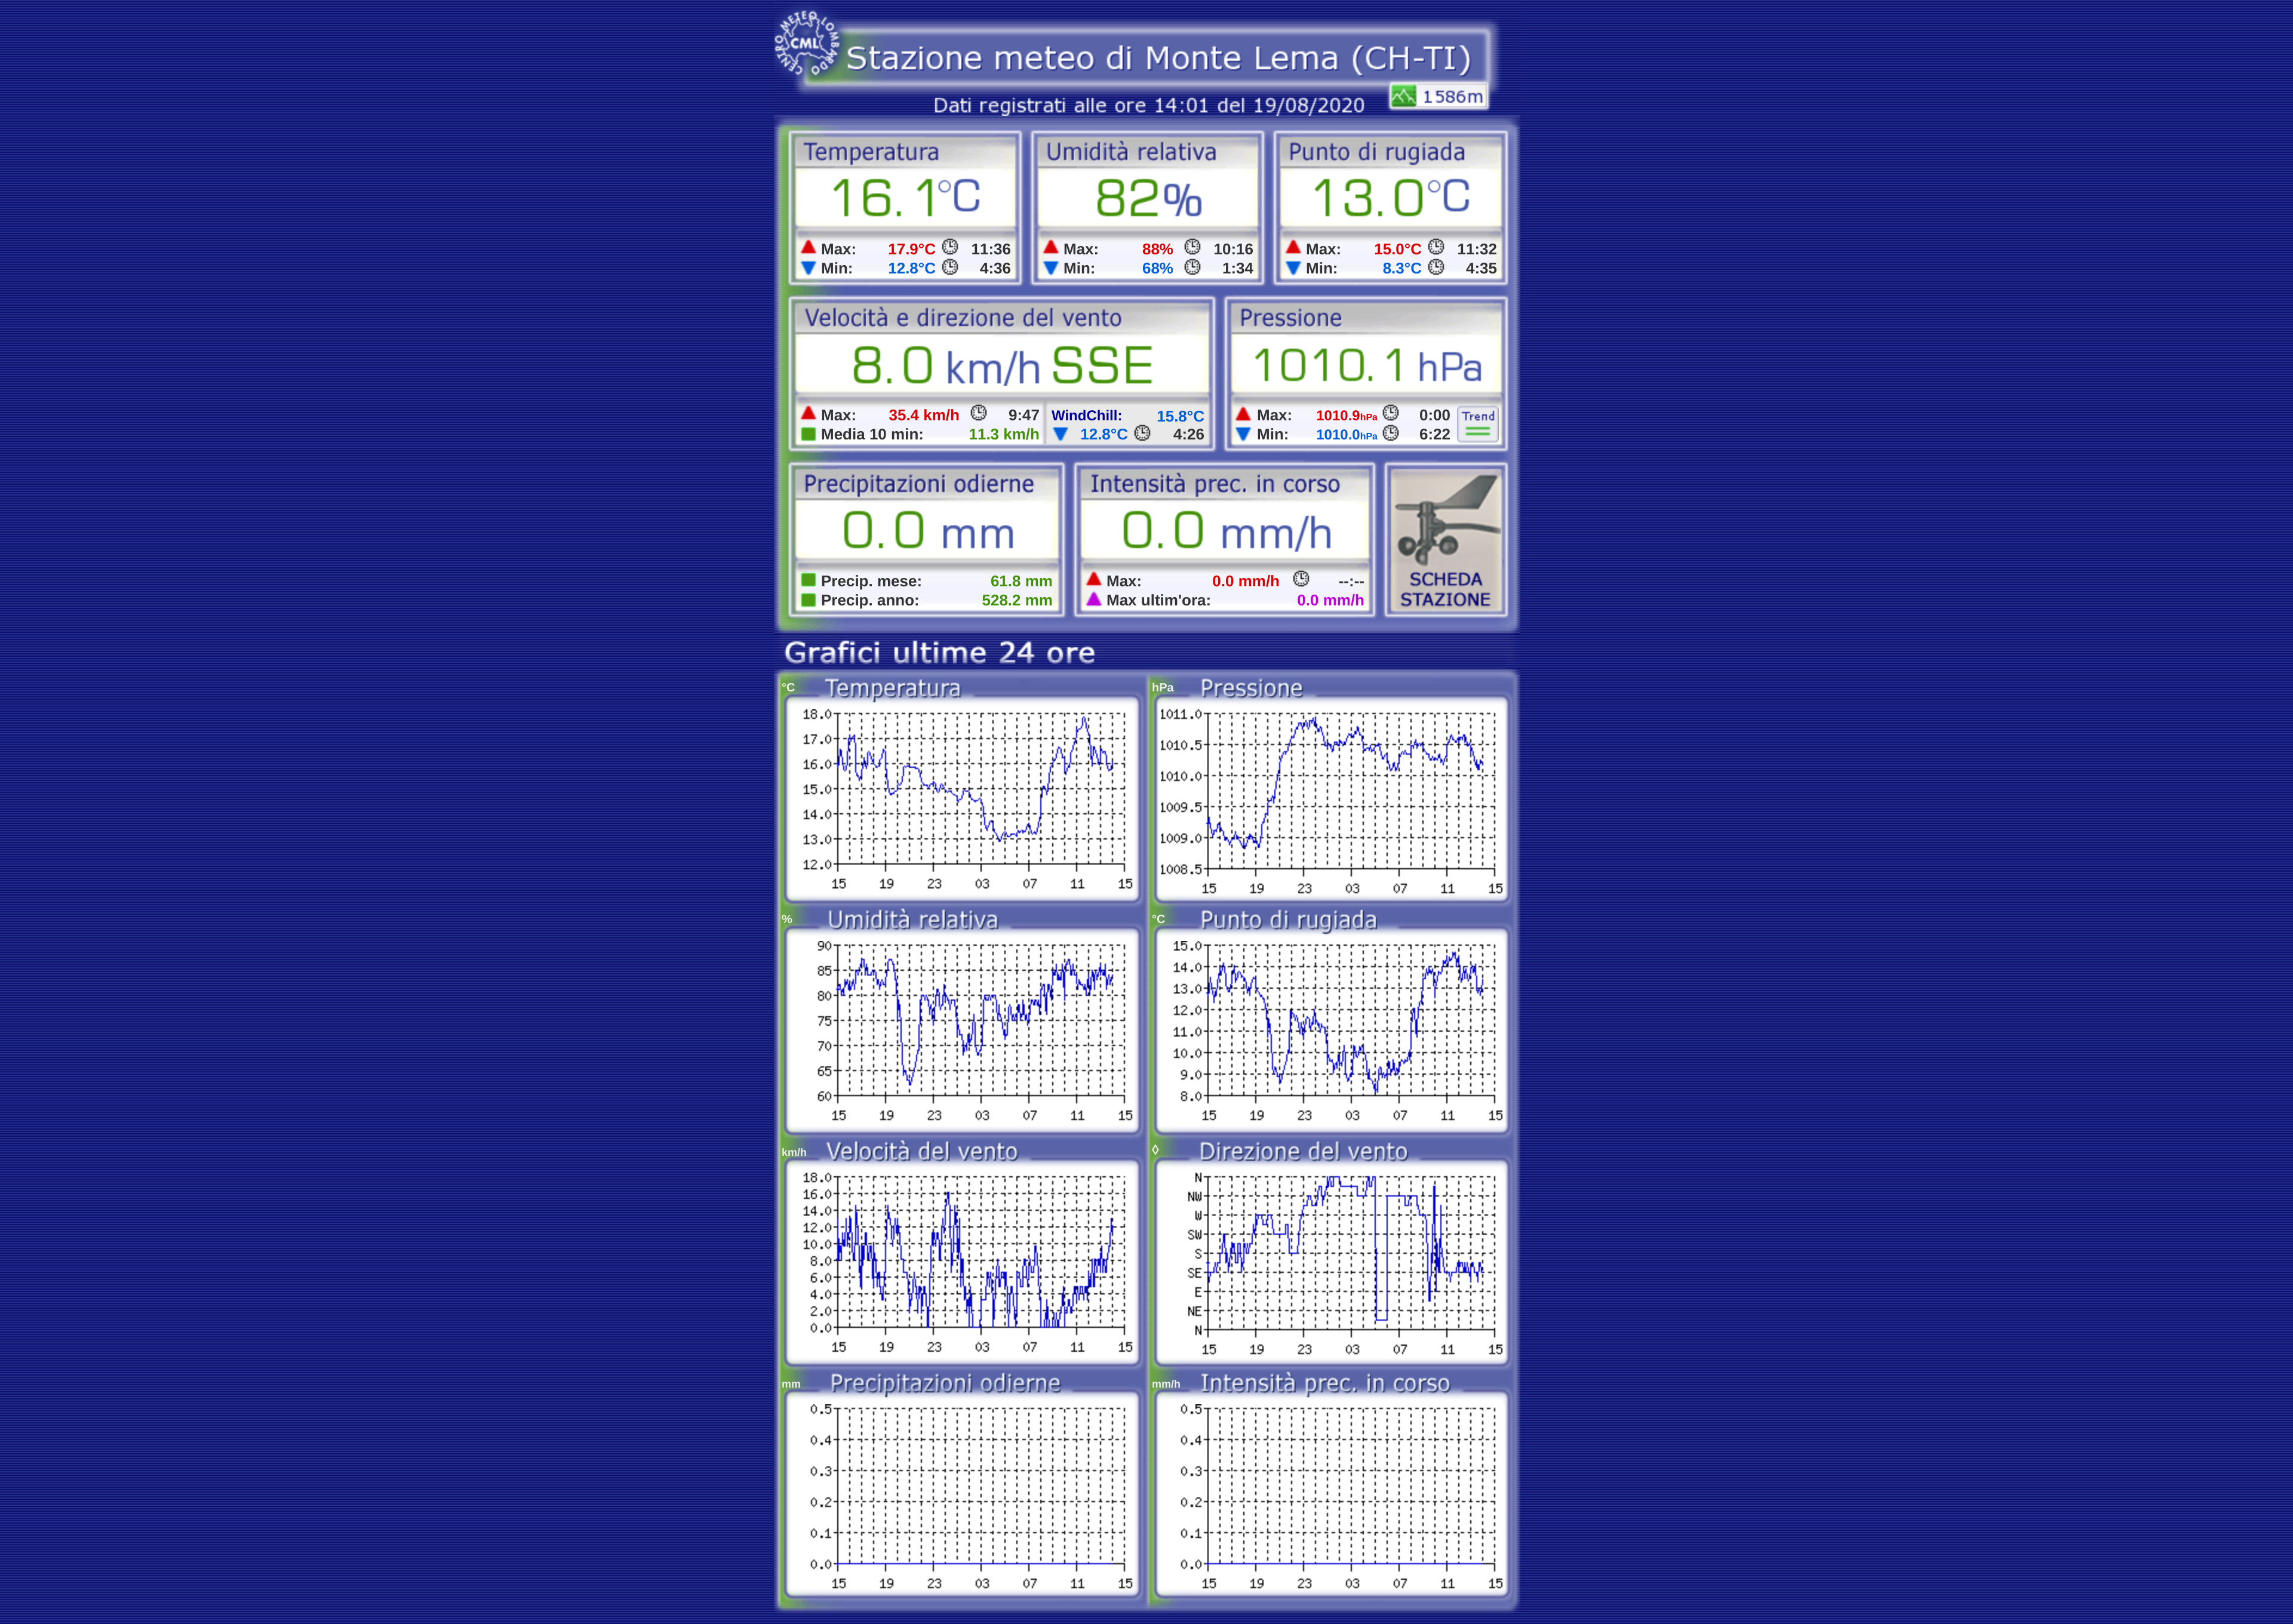 CENTRO METEO LOMBARDO
CML
Stazione meteo di Monte Lema (CH-TI)
1586m
Dati registrati alle ore 14:01 del 19/08/2020
Temperatura
16.1°C
Max: 17.9°C 11:36
Min: 12.8°C 4:36
Umidità relativa
82%
Max: 88% 10:16
Min: 68% 1:34
Punto di rugiada
13.0°C
Max: 15.0°C 11:32
Min: 8.3°C 4:35
Velocità e direzione del vento
8.0 km/h SSE
Max: 35.4 km/h 9:47
Media 10 min: 11.3 km/h
WindChill: 15.8°C
12.8°C 4:26
Pressione
1010.1 hPa
Max: 1010.9hPa 0:00
Min: 1010.0hPa 6:22
Trend
Precipitazioni odierne
0.0 mm
Precip. mese: 61.8 mm
Precip. anno: 528.2 mm
Intensità prec. in corso
0.0 mm/h
Max: 0.0 mm/h --:--
Max ultim'ora: 0.0 mm/h
SCHEDA
STAZIONE
Grafici ultime 24 ore
°C Temperatura
18.0
17.0
16.0
15.0
14.0
13.0
12.0
15 19 23 03 07 11 15
hPa Pressione
1011.0
1010.5
1010.0
1009.5
1009.0
1008.5
15 19 23 03 07 11 15
% Umidità relativa
90
85
80
75
70
65
60
15 19 23 03 07 11 15
°C Punto di rugiada
15.0
14.0
13.0
12.0
11.0
10.0
9.0
8.0
15 19 23 03 07 11 15
km/h Velocità del vento
18.0
16.0
14.0
12.0
10.0
8.0
6.0
4.0
2.0
0.0
15 19 23 03 07 11 15
◊ Direzione del vento
N
NW
W
SW
S
SE
E
NE
N
15 19 23 03 07 11 15
mm Precipitazioni odierne
0.5
0.4
0.3
0.2
0.1
0.0
15 19 23 03 07 11 15
mm/h Intensità prec. in corso
0.5
0.4
0.3
0.2
0.1
0.0
15 19 23 03 07 11 15